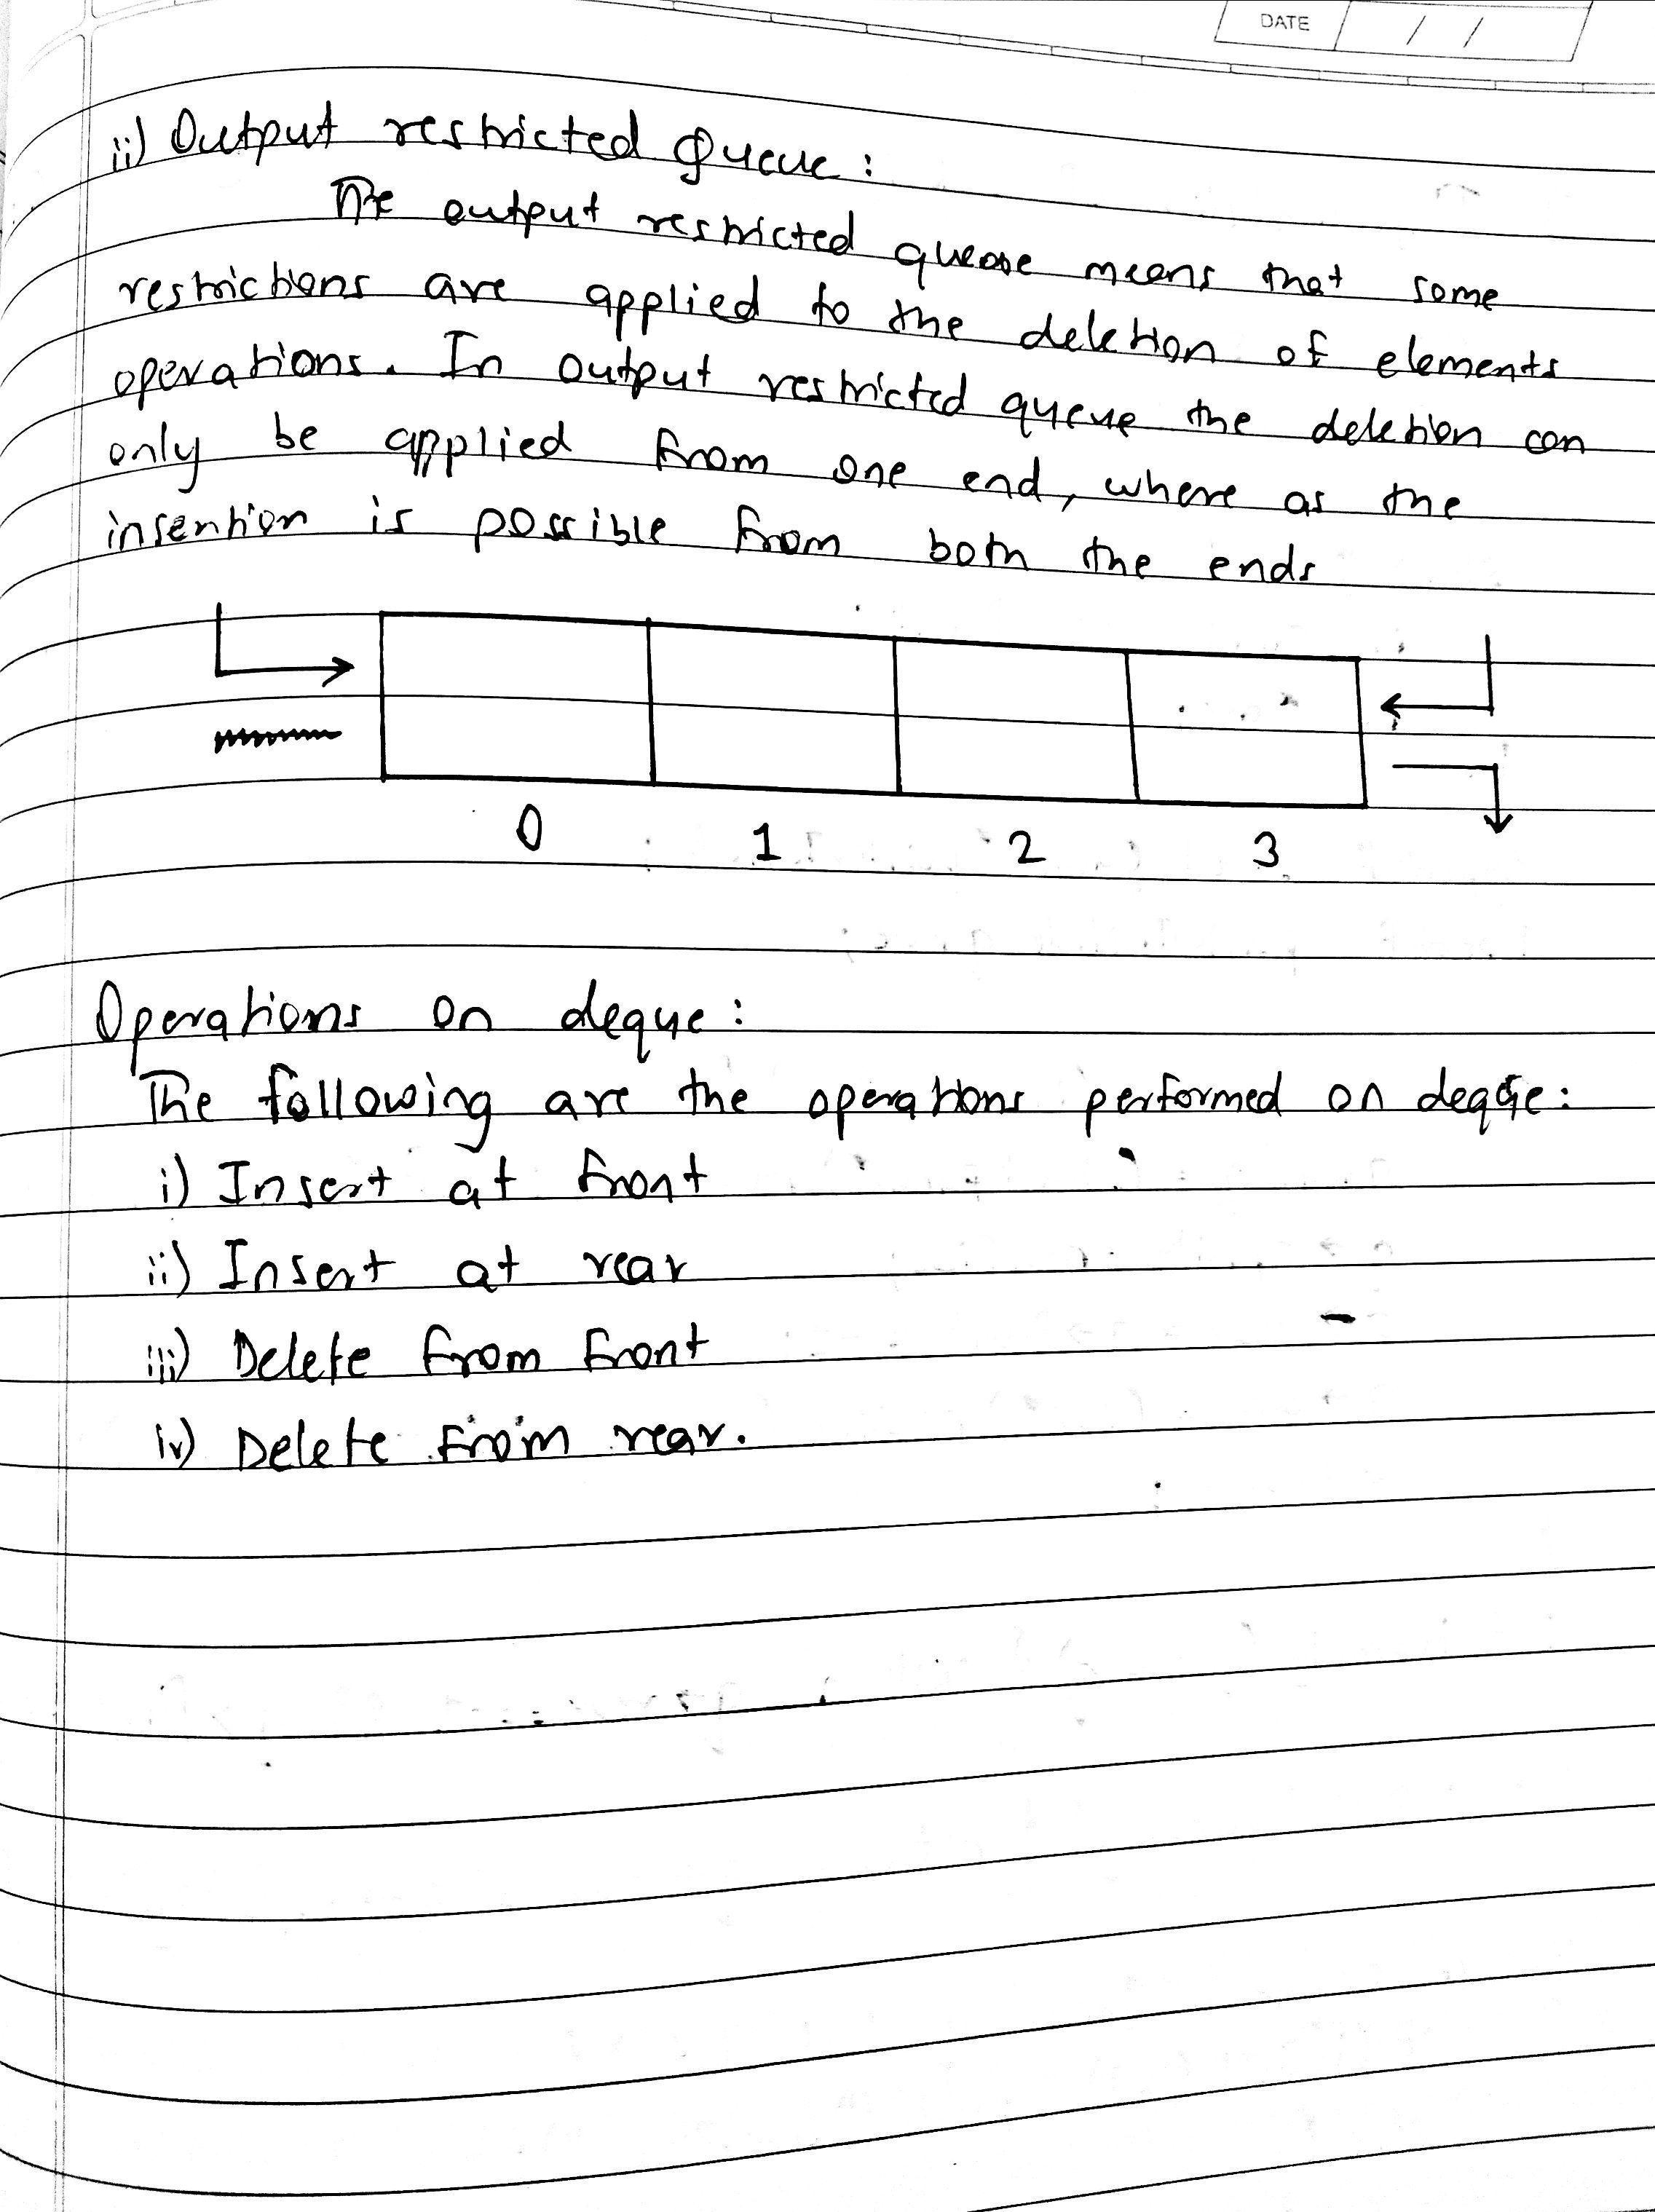 DATE / /
ii) Output restricted Queue :
The output restricted queue means that some
restrictions are applied to the deletion of elements
operations. In output restricted queue the deletion can
only be applied from one end, where as the
insertion is possible from both the ends
0 1 2 3
Operations on deque :
The following are the operations performed on deque :
i) Insert at front
ii) Insert at rear
iii) Delete from front
iv) Delete from rear.